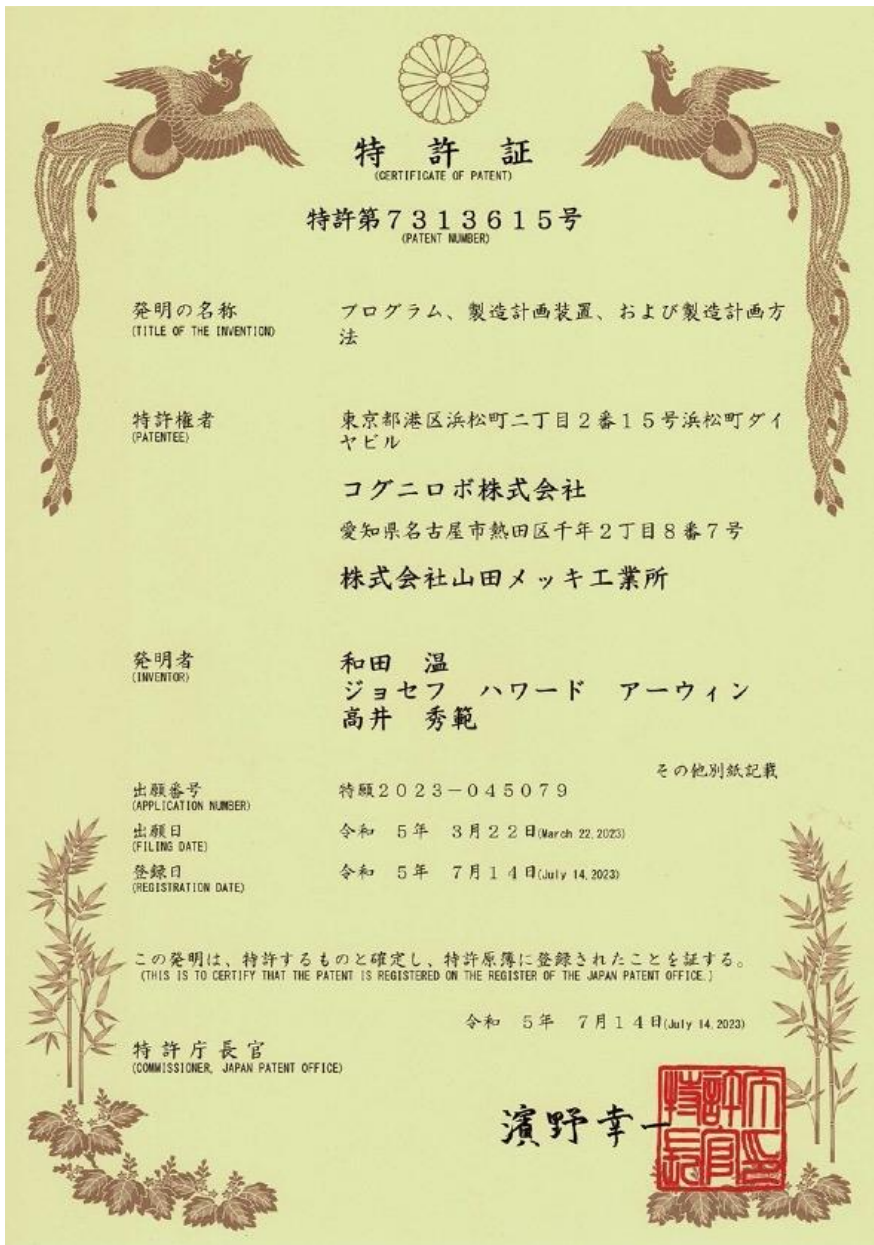 特許証
(CERTIFICATE OF PATENT)
特許第7313615号
(PATENT NUMBER)
発明の名称
(TITLE OF THE INVENTION)
プログラム、製造計画装置、および製造計画方
法
特許権者
(PATENTEE)
東京都港区浜松町二丁目2番15号浜松町ダイ
ヤビル
コグニロボ株式会社
愛知県名古屋市熱田区千年2丁目8番7号
株式会社山田メッキ工業所
発明者
(INVENTOR)
和田 温
ジョセフ ハワード アーウィン
高井 秀範
その他別紙記載
出願番号
(APPLICATION NUMBER)
特願2023-045079
出願日
(FILING DATE)
令和 5年 3月22日(March 22,2023)
登録日
(REGISTRATION DATE)
令和 5年 7月14日(July 14,2023)
この発明は、特許するものと確定し、特許原簿に登録されたことを証する。
(THIS IS TO CERTIFY THAT THE PATENT IS REGISTERED ON THE REGISTER OF THE JAPAN PATENT OFFICE.)
令和 5年 7月14日(July 14,2023)
特許庁長官
(COMMISSIONER, JAPAN PATENT OFFICE)
濱野幸一
特許庁長官之印